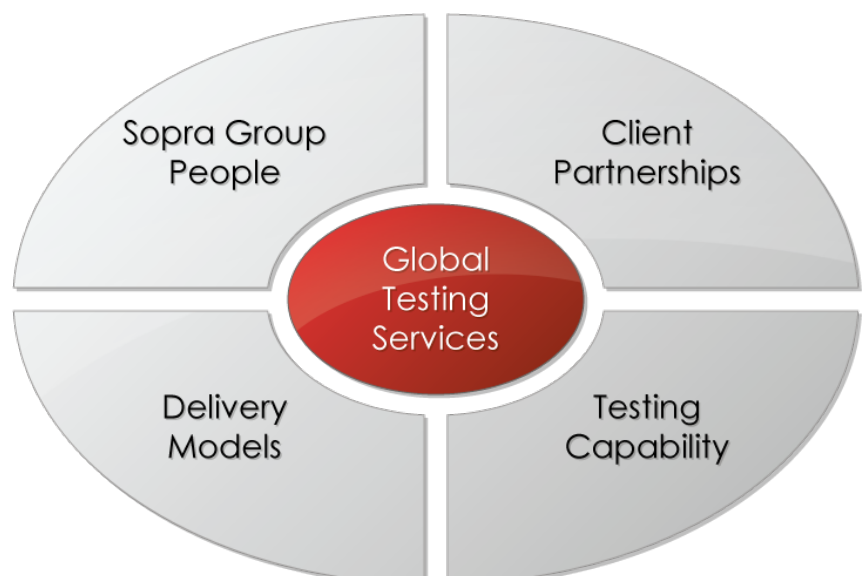 Sopra Group
People
Client
Partnerships
Global
Testing
Services
Delivery
Models
Testing
Capability